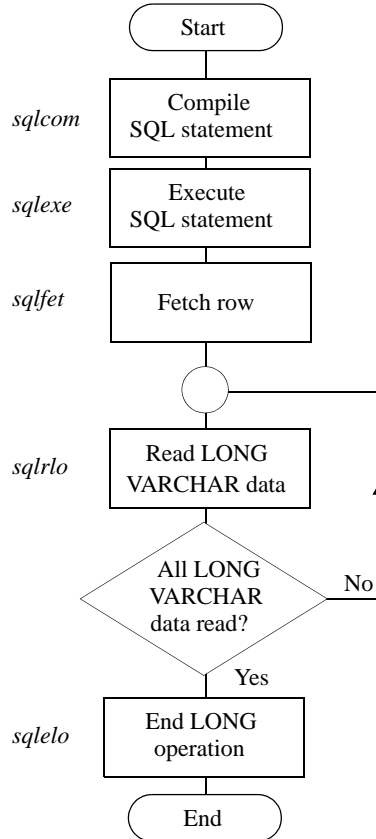 Start
sqlcom
Compile
SQL statement
sqlexe
Execute
SQL statement
sqlfet
Fetch row
sqlrlo
Read LONG
VARCHAR data
All LONG
VARCHAR
data read?
No
Yes
sqlelo
End LONG
operation
End